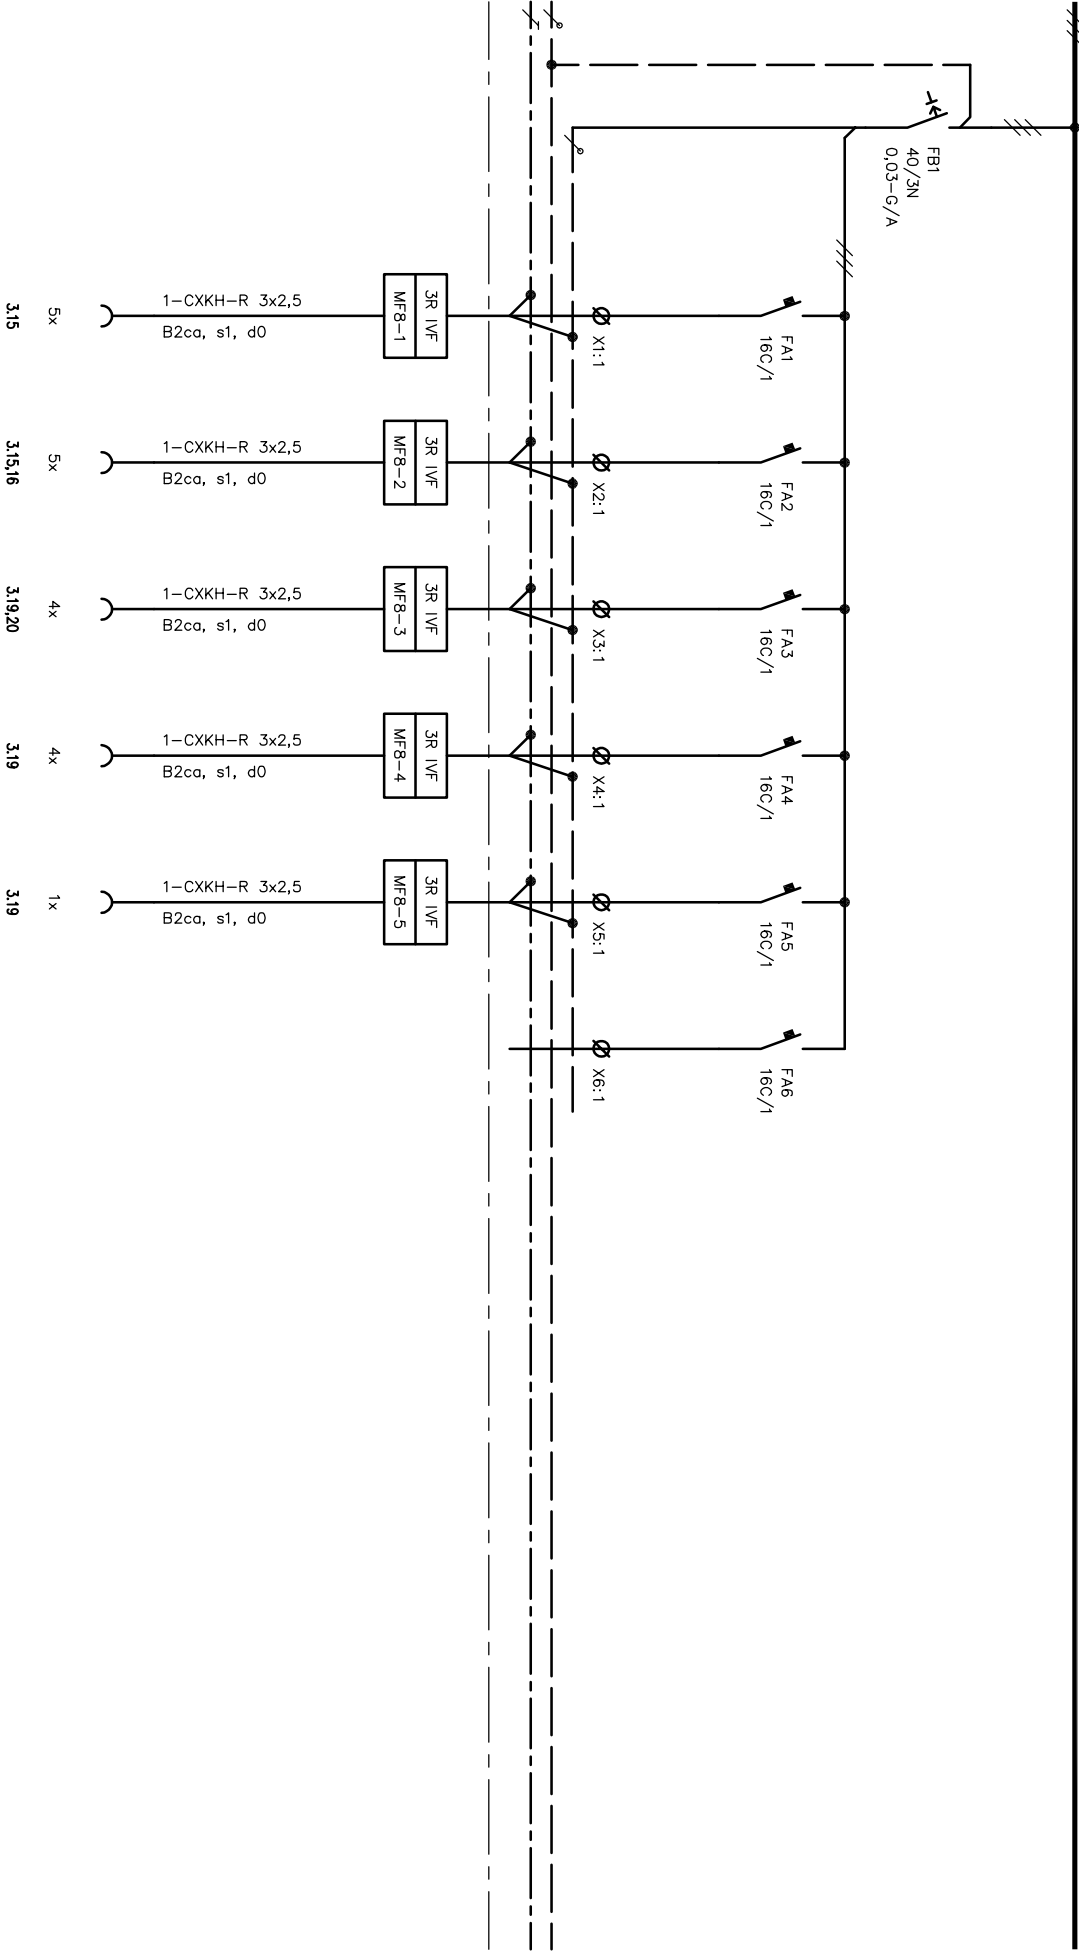 FB1
40/3N
0,03-G/A
FA1
16C/1
X1:1
3R IVF
MF8-1
1-CXKH-R 3x2,5
B2ca, s1, d0
5x
3.15
FA2
16C/1
X2:1
3R IVF
MF8-2
1-CXKH-R 3x2,5
B2ca, s1, d0
5x
3.15,16
FA3
16C/1
X3:1
3R IVF
MF8-3
1-CXKH-R 3x2,5
B2ca, s1, d0
4x
3.19,20
FA4
16C/1
X4:1
3R IVF
MF8-4
1-CXKH-R 3x2,5
B2ca, s1, d0
4x
3.19
FA5
16C/1
X5:1
3R IVF
MF8-5
1-CXKH-R 3x2,5
B2ca, s1, d0
1x
3.19
FA6
16C/1
X6:1